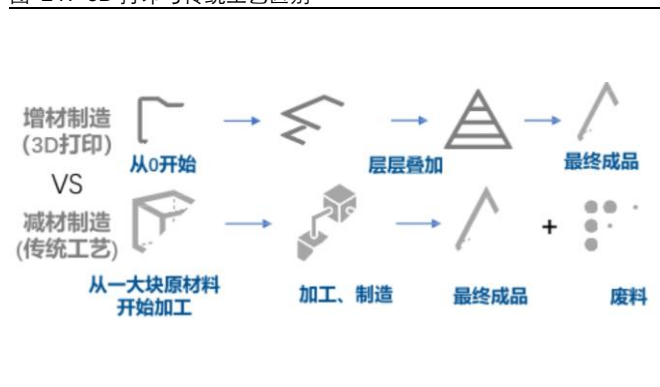 增材制造
(3D打印)
从0开始
层层叠加
最终成品
VS
减材制造
(传统工艺)
从一大块原材料
开始加工
加工、制造
最终成品
+
废料